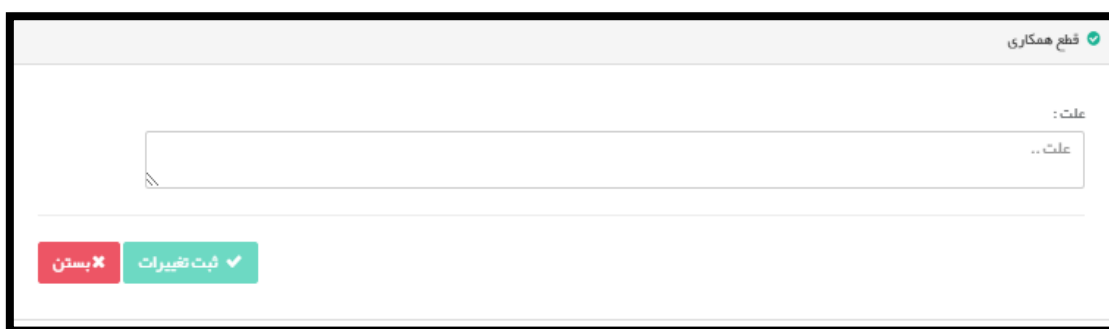 قطع همکاری
علت :
علت ..
ثبت تغییرات بستن